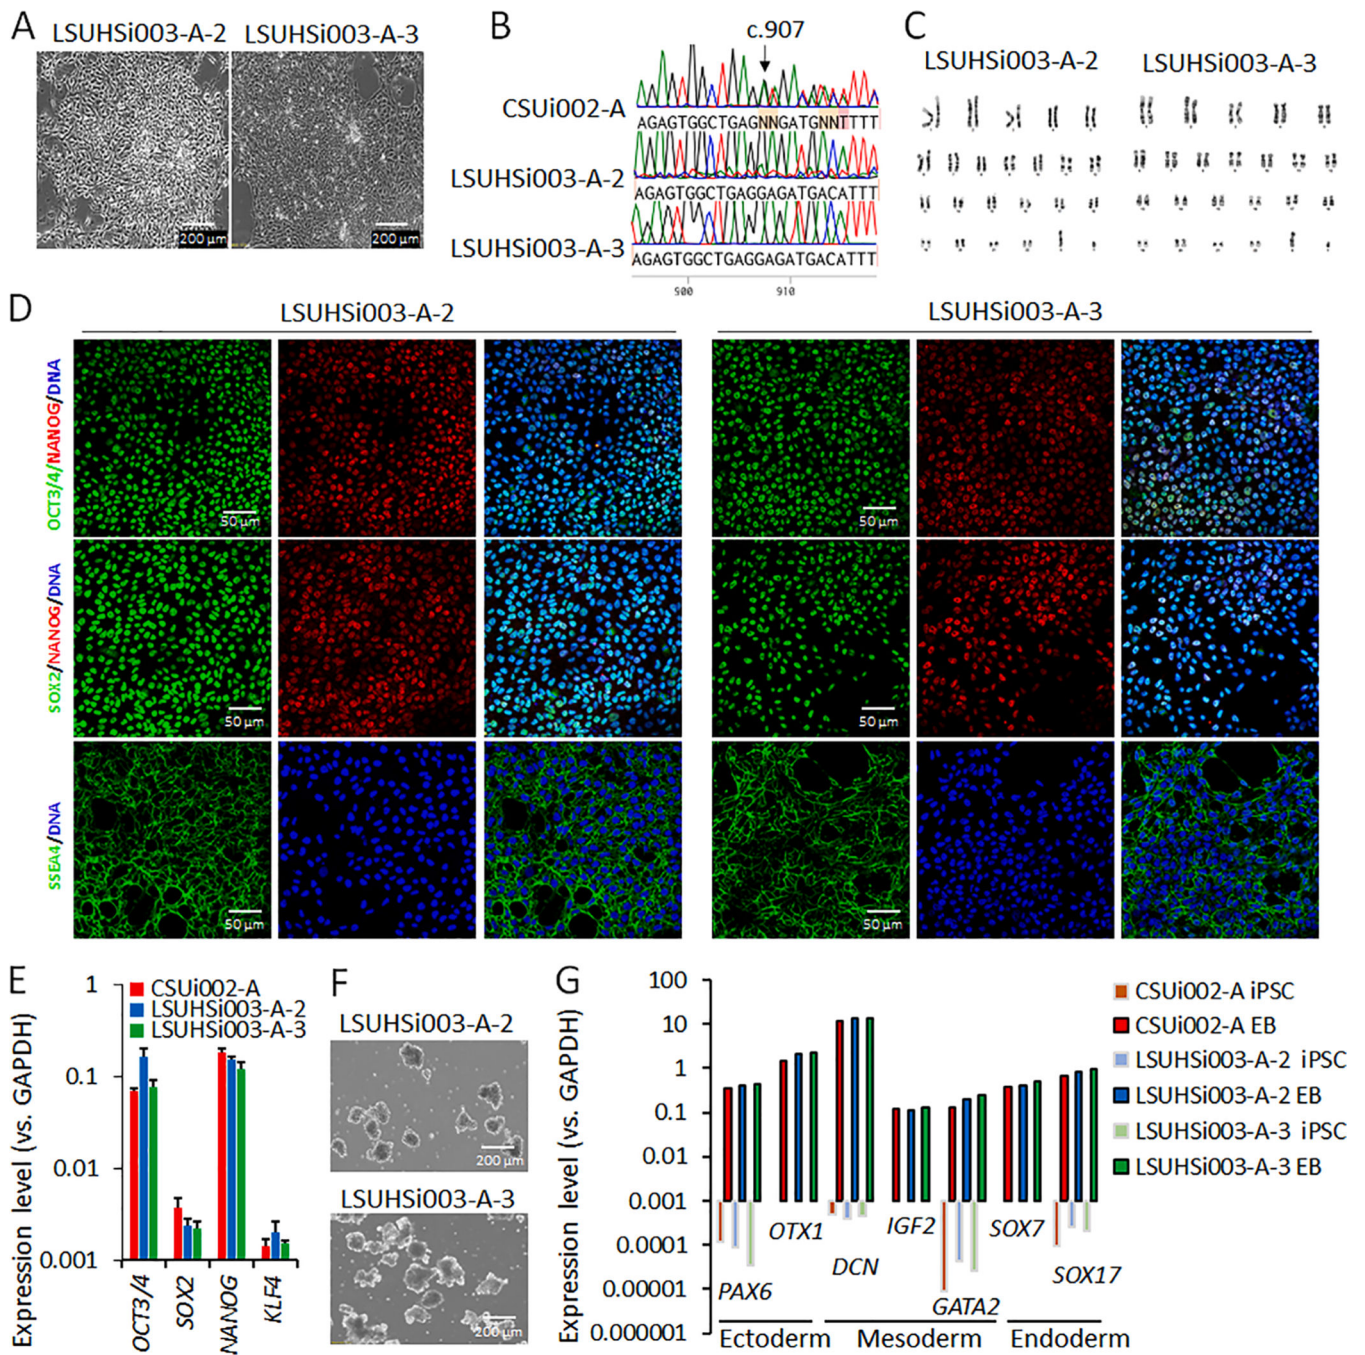 A
LSUHSi003-A-2 LSUHSi003-A-3
200 µm
200 µm
B
c.907
CSUi002-A
AGAGTGGCTGAGNNGATGNNTTTT
LSUHSi003-A-2
AGAGTGGCTGAGGAGATGACATTT
LSUHSi003-A-3
AGAGTGGCTGAGGAGATGACATTT
900 910
C
LSUHSi003-A-2 LSUHSi003-A-3
D
LSUHSi003-A-2 LSUHSi003-A-3
OCT3/4/NANOG/DNA
50 µm
50 µm
SOX2/NANOG/DNA
50 µm
50 µm
SSEA4/DNA
50 µm
50 µm
E
Expression level (vs. GAPDH)
1
0.1
0.01
0.001
CSUi002-A
LSUHSi003-A-2
LSUHSi003-A-3
OCT3/4
SOX2
NANOG
KLF4
F
LSUHSi003-A-2
200 µm
LSUHSi003-A-3
200 µm
G
Expression level (vs. GAPDH)
100
10
1
0.1
0.01
0.001
0.0001
0.00001
0.000001
PAX6
OTX1
DCN
IGF2
GATA2
SOX7
SOX17
Ectoderm Mesoderm Endoderm
CSUi002-A iPSC
CSUi002-A EB
LSUHSi003-A-2 iPSC
LSUHSi003-A-2 EB
LSUHSi003-A-3 iPSC
LSUHSi003-A-3 EB